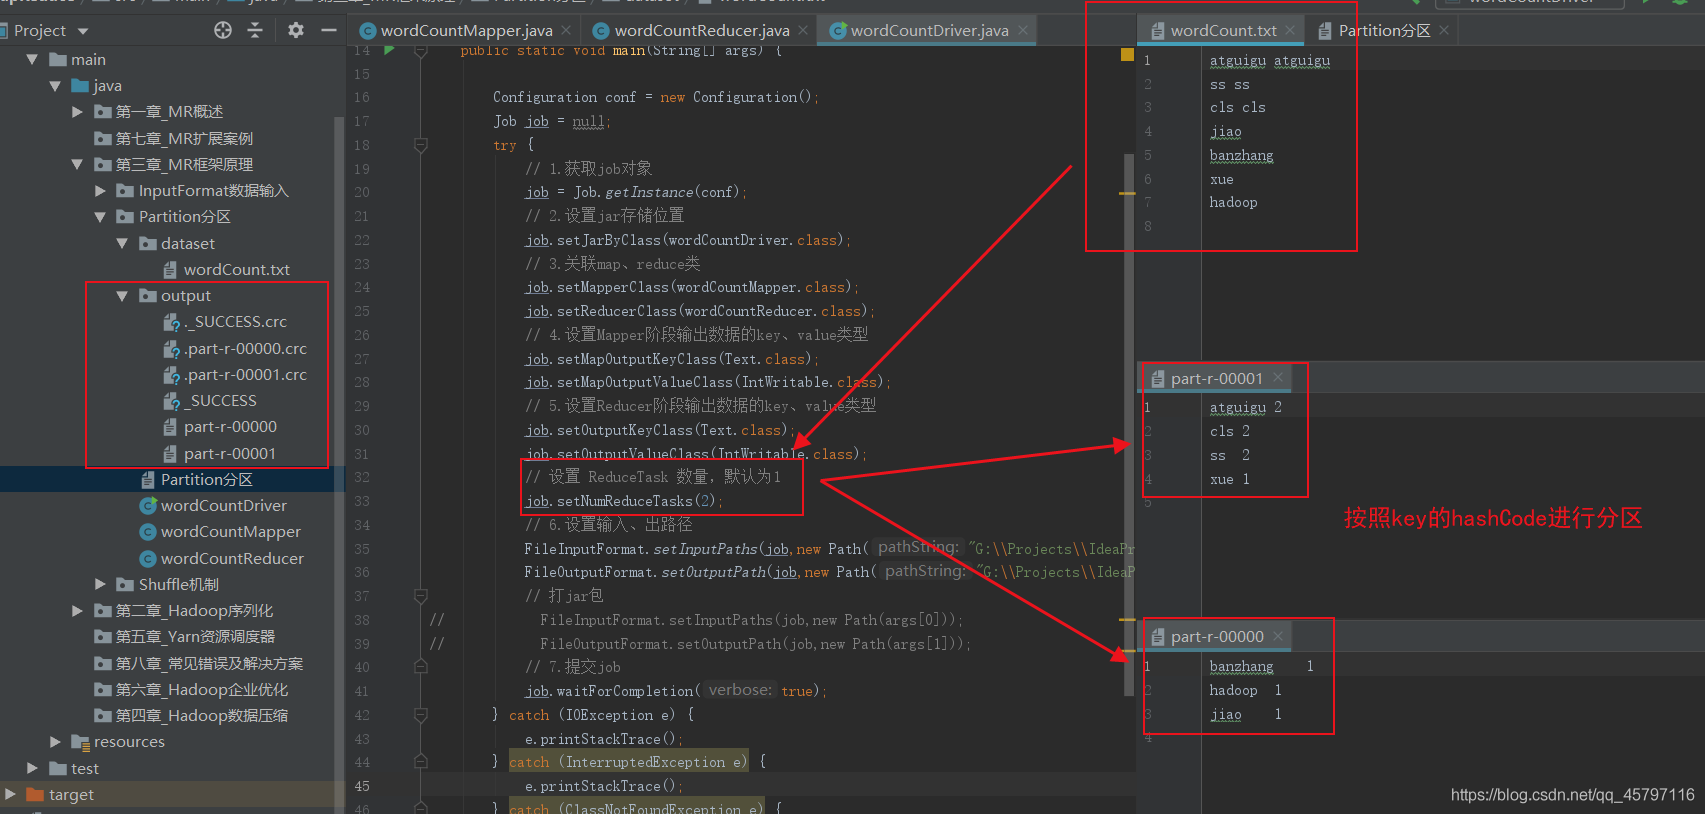 Project
main
java
第一章_MR概述
第七章_MR扩展案例
第三章_MR框架原理
InputFormat数据输入
Partition分区
dataset
wordCount.txt
output
._SUCCESS.crc
.part-r-00000.crc
.part-r-00001.crc
_SUCCESS
part-r-00000
part-r-00001
Partition分区
wordCountDriver
wordCountMapper
wordCountReducer
Shuffle机制
第二章_Hadoop序列化
第五章_Yarn资源调度器
第八章_常见错误及解决方案
第六章_Hadoop企业优化
第四章_Hadoop数据压缩
resources
test
target
wordCountMapper.java wordCountReducer.java wordCountDriver.java
14 public static void main(String[] args) {
15
16 Configuration conf = new Configuration();
17 Job job = null;
18 try {
19 // 1.获取job对象
20 job = Job.getInstance(conf);
21 // 2.设置jar存储位置
22 job.setJarByClass(wordCountDriver.class);
23 // 3.关联map、reduce类
24 job.setMapperClass(wordCountMapper.class);
25 job.setReducerClass(wordCountReducer.class);
26 // 4.设置Mapper阶段输出数据的key、value类型
27 job.setMapOutputKeyClass(Text.class);
28 job.setMapOutputValueClass(IntWritable.class);
29 // 5.设置Reducer阶段输出数据的key、value类型
30 job.setOutputKeyClass(Text.class);
31 job.setOutputValueClass(IntWritable.class);
32 // 设置 ReduceTask 数量，默认为1
33 job.setNumReduceTasks(2);
34 // 6.设置输入、出路径
35 FileInputFormat.setInputPaths(job,new Path( pathString: "G:\\Projects\\IdeaPr
36 FileOutputFormat.setOutputPath(job,new Path( pathString: "G:\\Projects\\IdeaP
37 // 打jar包
38 // FileInputFormat.setInputPaths(job,new Path(args[0]));
39 // FileOutputFormat.setOutputPath(job,new Path(args[1]));
40 // 7.提交job
41 job.waitForCompletion( verbose: true);
42 } catch (IOException e) {
43 e.printStackTrace();
44 } catch (InterruptedException e) {
45 e.printStackTrace();
46 } catch (ClassNotFoundException e) {
wordCount.txt Partition分区
1 atguigu atguigu
2 ss ss
3 cls cls
4 jiao
5 banzhang
6 xue
7 hadoop
8
part-r-00001
1 atguigu 2
2 cls 2
3 ss 2
4 xue 1
5
按照key的hashCode进行分区
part-r-00000
1 banzhang 1
2 hadoop 1
3 jiao 1
4
https://blog.csdn.net/qq_45797116